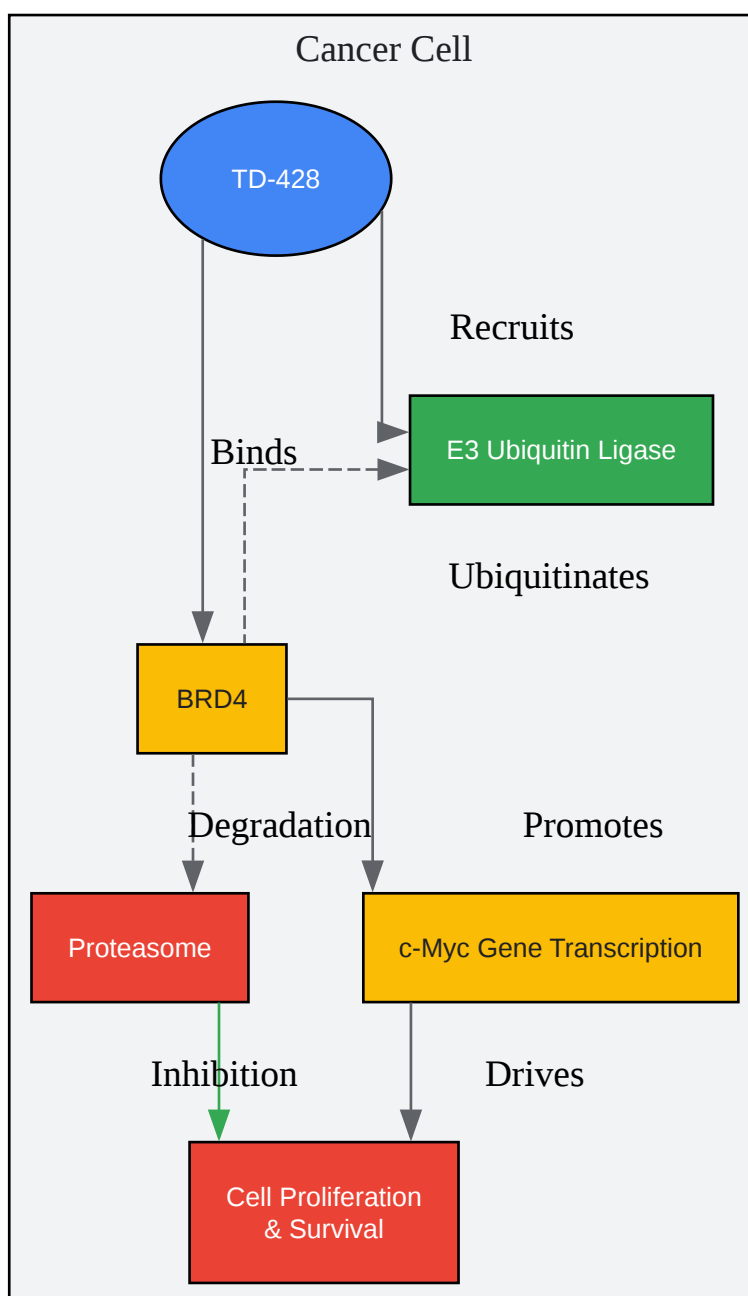 Cancer Cell
TD-428
Recruits
E3 Ubiquitin Ligase
Binds
Ubiquitinates
BRD4
Degradation
Promotes
Proteasome
c-Myc Gene Transcription
Inhibition
Drives
Cell Proliferation
& Survival